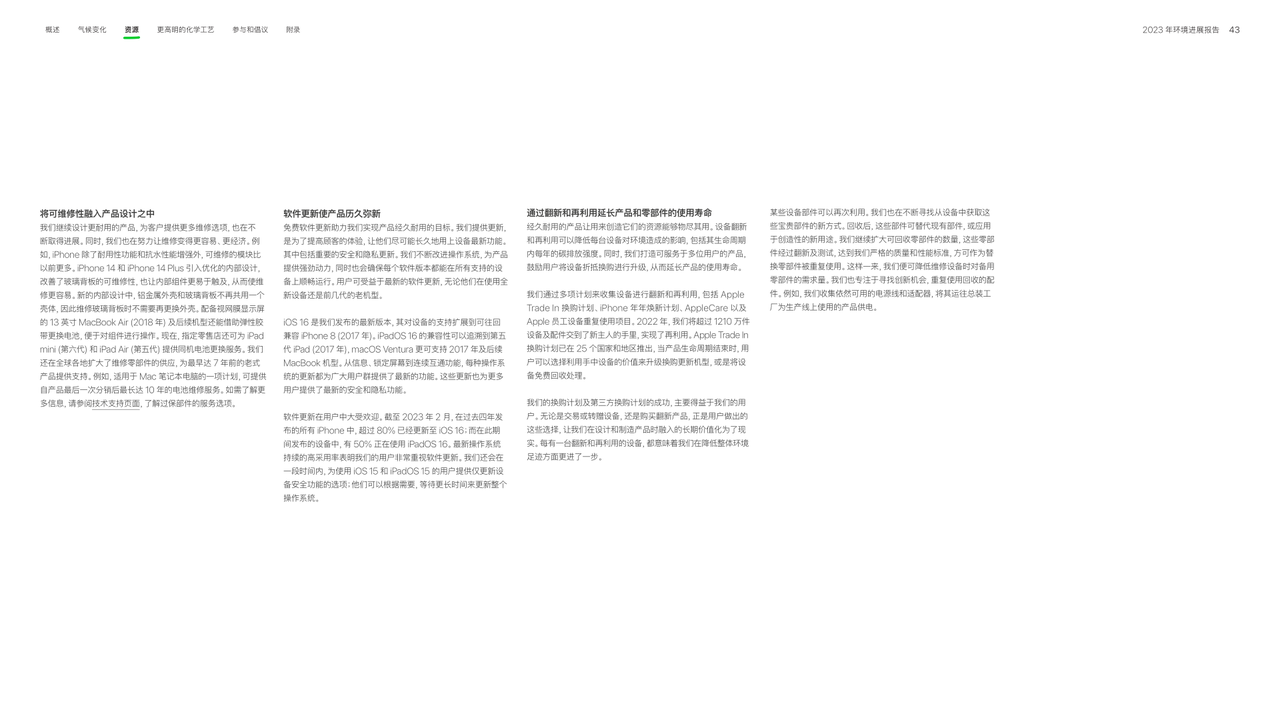 概述
气候变化
资源
更高明的化学工艺
参与和倡议
附录
2023 年环境进展报告
43
将可维修性融入产品设计之中
我们继续设计更耐用的产品, 为客户提供更多维修选项, 也在不
断取得进展。同时, 我们也在努力让维修变得更容易、更经济。例
如, iPhone 除了耐用性功能和抗水性能增强外, 可维修的模块比
以前更多。iPhone 14 和 iPhone 14 Plus 引入优化的内部设计,
改善了玻璃背板的可维修性, 也让内部组件更易于触及, 从而使维
修更容易。新的内部设计中, 铝金属外壳和玻璃背板不再共用一个
壳体, 因此维修玻璃背板时不需要再更换外壳。配备视网膜显示屏
的 13 英寸 MacBook Air (2018 年) 及后续机型还能借助弹性胶
带更换电池, 便于对组件进行操作。现在, 指定零售店还可为 iPad
mini (第六代) 和 iPad Air (第五代) 提供同机电池更换服务。我们
还在全球各地扩大了维修零部件的供应, 为最早达 7 年前的老式
产品提供支持。例如, 适用于 Mac 笔记本电脑的一项计划, 可提供
自产品最后一次分销后最长达 10 年的电池维修服务。如需了解更
多信息, 请参阅技术支持页面, 了解过保部件的服务选项。
软件更新使产品历久弥新
免费软件更新助力我们实现产品经久耐用的目标。我们提供更新,
是为了提高顾客的体验, 让他们尽可能长久地用上设备最新功能。
其中包括重要的安全和隐私更新。我们不断改进操作系统, 为产品
提供强劲动力, 同时也会确保每个软件版本都能在所有支持的设
备上顺畅运行。用户可受益于最新的软件更新, 无论他们在使用全
新设备还是前几代的老机型。
iOS 16 是我们发布的最新版本, 其对设备的支持扩展到可往回
兼容 iPhone 8 (2017 年)。iPadOS 16 的兼容性可以追溯到第五
代 iPad (2017 年), macOS Ventura 更可支持 2017 年及后续
MacBook 机型。从信息、锁定屏幕到连续互通功能, 每种操作系
统的更新都为广大用户群提供了最新的功能。这些更新也为更多
用户提供了最新的安全和隐私功能。
软件更新在用户中大受欢迎。截至 2023 年 2 月, 在过去四年发
布的所有 iPhone 中, 超过 80% 已经更新至 iOS 16; 而在此期
间发布的设备中, 有 50% 正在使用 iPadOS 16。最新操作系统
持续的高采用率表明我们的用户非常重视软件更新。我们还会在
一段时间内, 为使用 iOS 15 和 iPadOS 15 的用户提供仅更新设
备安全功能的选项: 他们可以根据需要, 等待更长时间来更新整个
操作系统。
通过翻新和再利用延长产品和零部件的使用寿命
经久耐用的产品让用来创造它们的资源能够物尽其用。设备翻新
和再利用可以降低每台设备对环境造成的影响, 包括其生命周期
内每年的碳排放强度。同时, 我们打造可服务于多位用户的产品,
鼓励用户将设备折抵换购进行升级, 从而延长产品的使用寿命。
我们通过多项计划来收集设备进行翻新和再利用, 包括 Apple
Trade In 换购计划、iPhone 年年焕新计划、AppleCare 以及
Apple 员工设备重复使用项目。2022 年, 我们将超过 1210 万件
设备及配件交到了新主人的手里, 实现了再利用。Apple Trade In
换购计划已在 25 个国家和地区推出, 当产品生命周期结束时, 用
户可以选择利用手中设备的价值来升级换购更新机型, 或是将设
备免费回收处理。
我们的换购计划及第三方换购计划的成功, 主要得益于我们的用
户。无论是交易或转赠设备, 还是购买翻新产品, 正是用户做出的
这些选择, 让我们在设计和制造产品时融入的长期价值化为了现
实。每有一台翻新和再利用的设备, 都意味着我们在降低整体环境
足迹方面更进了一步。
某些设备部件可以再次利用。我们也在不断寻找从设备中获取这
些宝贵部件的新方式。回收后, 这些部件可替代现有部件, 或应用
于创造性的新用途。我们继续扩大可回收零部件的数量, 这些零部
件经过翻新及测试, 达到我们严格的质量和性能标准, 方可作为替
换零部件被重复使用。这样一来, 我们便可降低维修设备时对备用
零部件的需求量。我们也专注于寻找创新机会, 重复使用回收的配
件。例如, 我们收集依然可用的电源线和适配器, 将其运往总装工
厂为生产线上使用的产品供电。